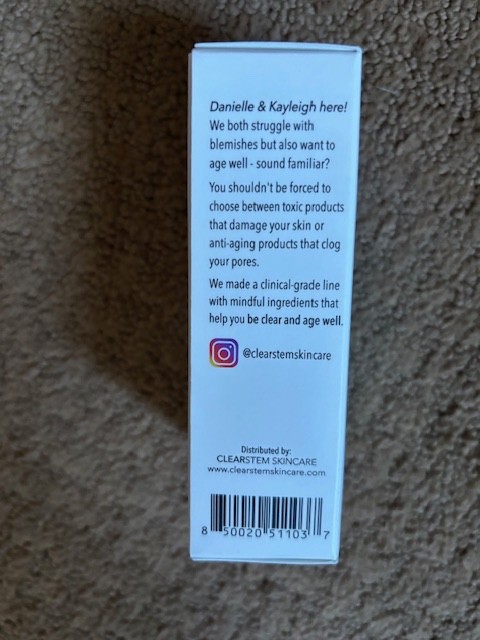 Danielle & Kayleigh here!
We both struggle with
blemishes but also want to
age well - sound familiar?
You shouldn't be forced to
choose between toxic products
that damage your skin or
anti-aging products that clog
your pores.
We made a clinical-grade line
with mindful ingredients that
help you be clear and age well.
@clearstemskincare
Distributed by:
CLEARSTEM SKINCARE
www.clearstemskincare.com
8 50020 51103 7